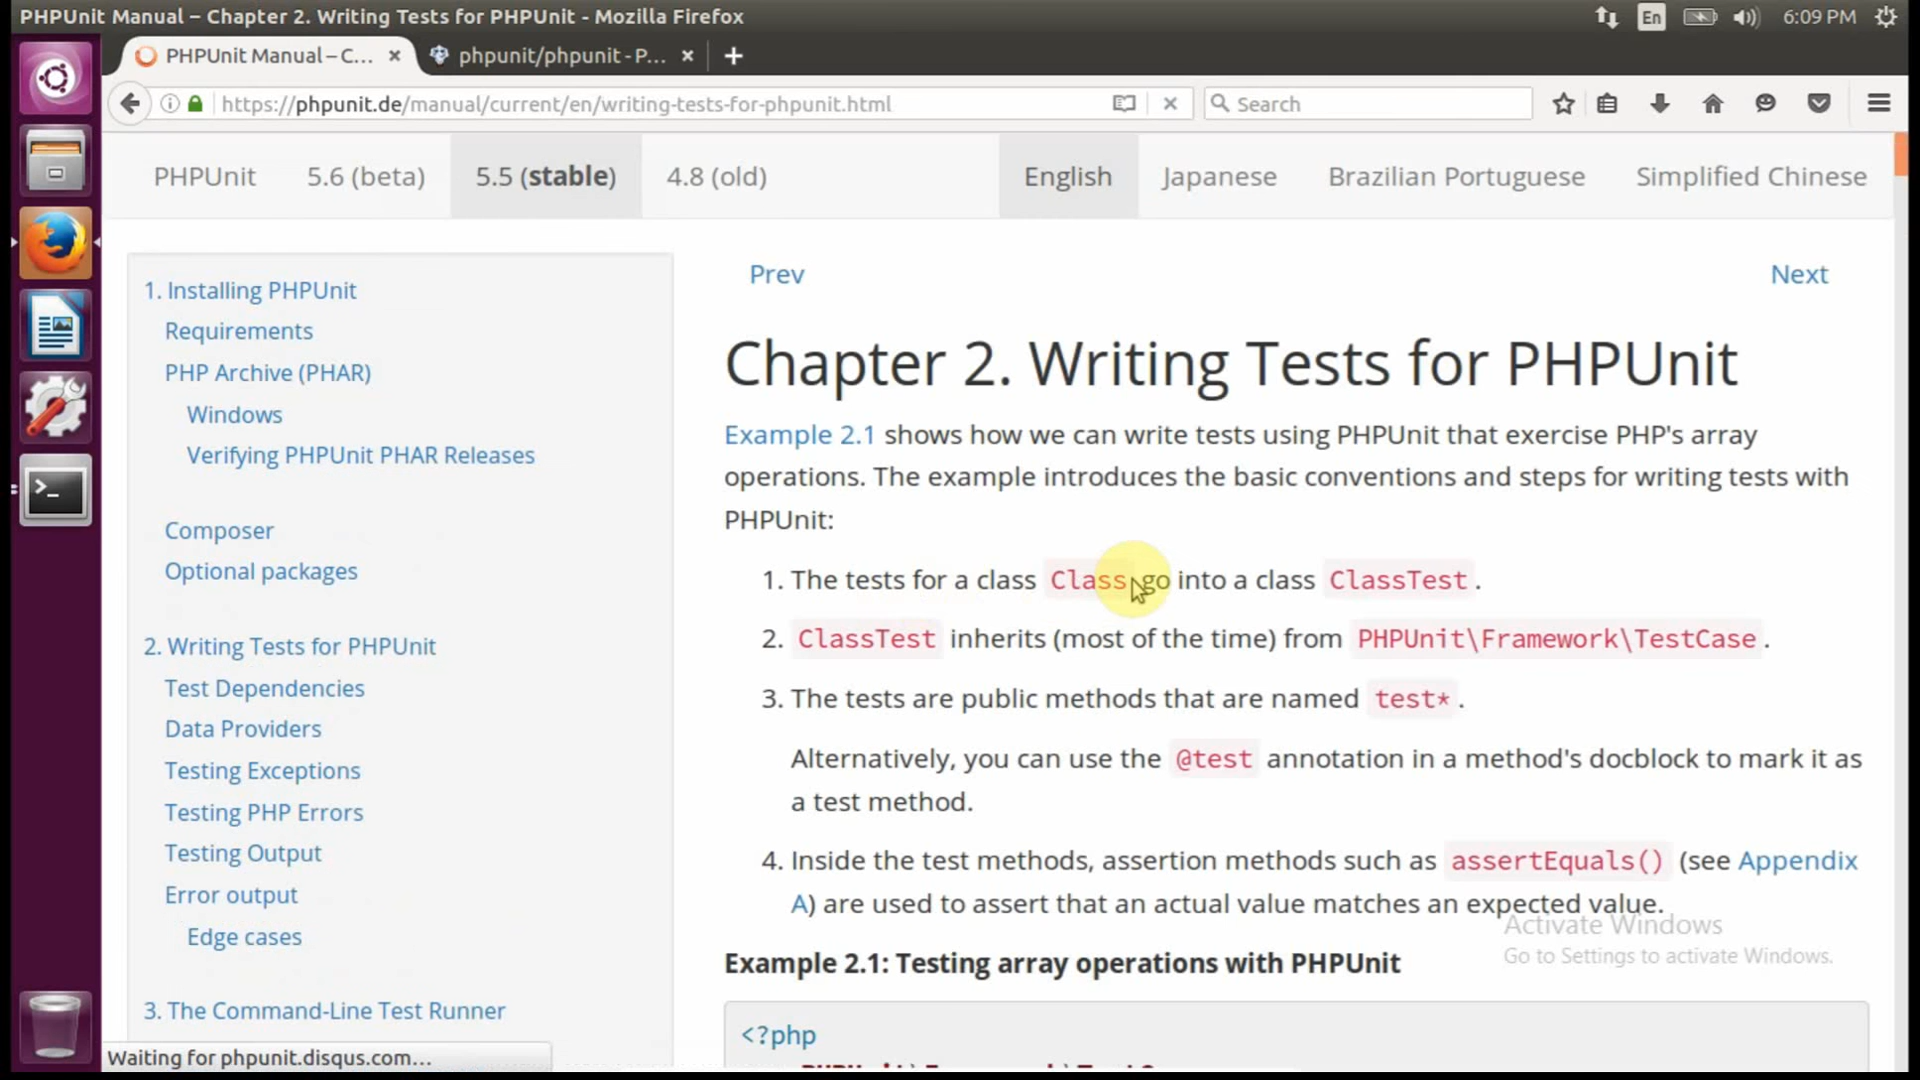 PHPUnit Manual – Chapter 2. Writing Tests for PHPUnit - Mozilla Firefox
En
6:09 PM
PHPUnit Manual – C...
phpunit/phpunit - P...
https://phpunit.de/manual/current/en/writing-tests-for-phpunit.html
Search
PHPUnit
5.6 (beta)
5.5 (stable)
4.8 (old)
English
Japanese
Brazilian Portuguese
Simplified Chinese
1. Installing PHPUnit
Requirements
PHP Archive (PHAR)
Windows
Verifying PHPUnit PHAR Releases
Composer
Optional packages
2. Writing Tests for PHPUnit
Test Dependencies
Data Providers
Testing Exceptions
Testing PHP Errors
Testing Output
Error output
Edge cases
3. The Command-Line Test Runner
Prev
Next
Chapter 2. Writing Tests for PHPUnit
Example 2.1 shows how we can write tests using PHPUnit that exercise PHP's array
operations. The example introduces the basic conventions and steps for writing tests with
PHPUnit:
1. The tests for a class Class go into a class ClassTest.
2. ClassTest inherits (most of the time) from PHPUnit\Framework\TestCase.
3. The tests are public methods that are named test*.
Alternatively, you can use the @test annotation in a method's docblock to mark it as
a test method.
4. Inside the test methods, assertion methods such as assertEquals() (see Appendix
A) are used to assert that an actual value matches an expected value.
Activate Windows
Go to Settings to activate Windows.
Example 2.1: Testing array operations with PHPUnit
<?php
Waiting for phpunit.disqus.com...